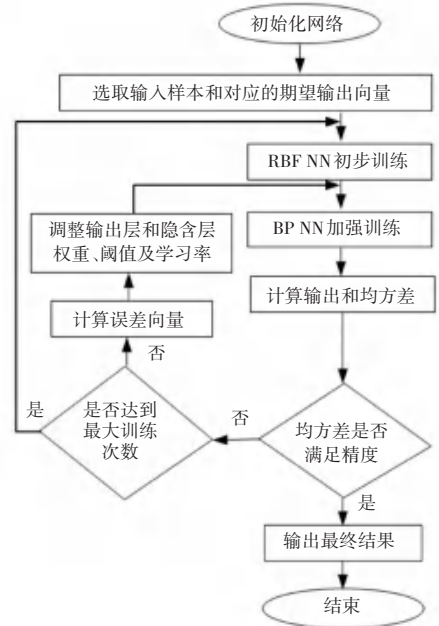 初始化网络
选取输入样本和对应的期望输出向量
RBF NN初步训练
调整输出层和隐含层
权重、阈值及学习率
BP NN加强训练
计算输出和均方差
计算误差向量
否
是
是否达到
最大训练
次数
否
均方差是否
满足精度
是
输出最终结果
结束